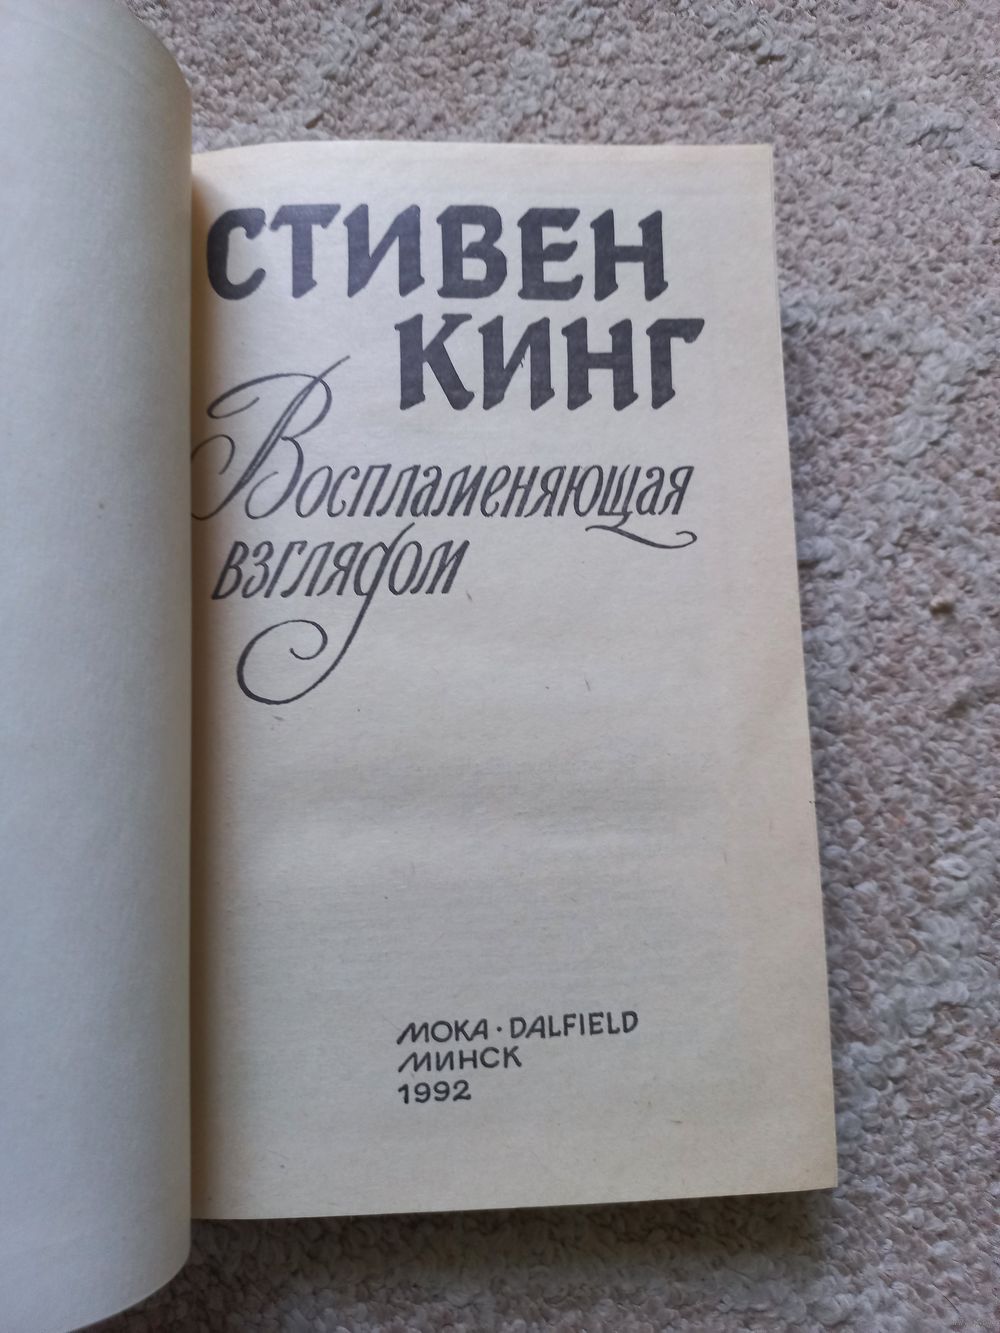 СТИВЕН
КИНГ
Воспламеняющая
взглядом
МОКА · DALFIELD
МИНСК
1992